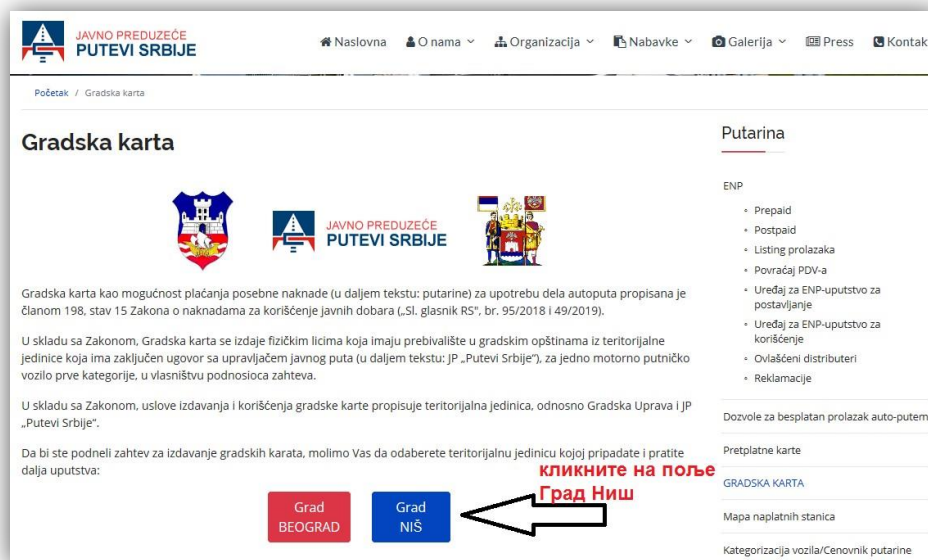 JAVNO PREDUZEĆE
PUTEVI SRBIJE
Naslovna O nama Organizacija Nabavke Galerija Press Kontak
Početak / Gradska karta
Gradska karta
JAVNO PREDUZEĆE
PUTEVI SRBIJE
Gradska karta kao mogućnost plaćanja posebne naknade (u daljem tekstu: putarine) za upotrebu dela autoputa propisana je
članom 198, stav 15 Zakona o naknadama za korišćenje javnih dobara („Sl. glasnik RS", br. 95/2018 i 49/2019).
U skladu sa Zakonom, Gradska karta se izdaje fizičkim licima koja imaju prebivalište u gradskim opštinama iz teritorijalne
jedinice koja ima zaključen ugovor sa upravljačem javnog puta (u daljem tekstu: JP „Putevi Srbije"), za jedno motorno putničko
vozilo prve kategorije, u vlasništvu podnosioca zahteva.
U skladu sa Zakonom, uslove izdavanja i korišćenja gradske karte propisuje teritorijalna jedinica, odnosno Gradska Uprava i JP
„Putevi Srbije".
Da bi ste podneli zahtev za izdavanje gradskih karata, molimo Vas da odaberete teritorijalnu jedinicu kojoj pripadate i pratite
dalja uputstva:
кликните на поље
Град Ниш
Grad
BEOGRAD
Grad
NIŠ
Putarina
ENP
Prepaid
Postpaid
Listing prolazaka
Povraćaj PDV-a
Uređaj za ENP-uputstvo za
postavljanje
Uređaj za ENP-uputstvo za
korišćenje
Ovlašćeni distributeri
Reklamacije
Dozvole za besplatan prolazak auto-putem
Pretplatne karte
GRADSKA KARTA
Mapa naplatnih stanica
Kategorizacija vozila/Cenovnik putarine